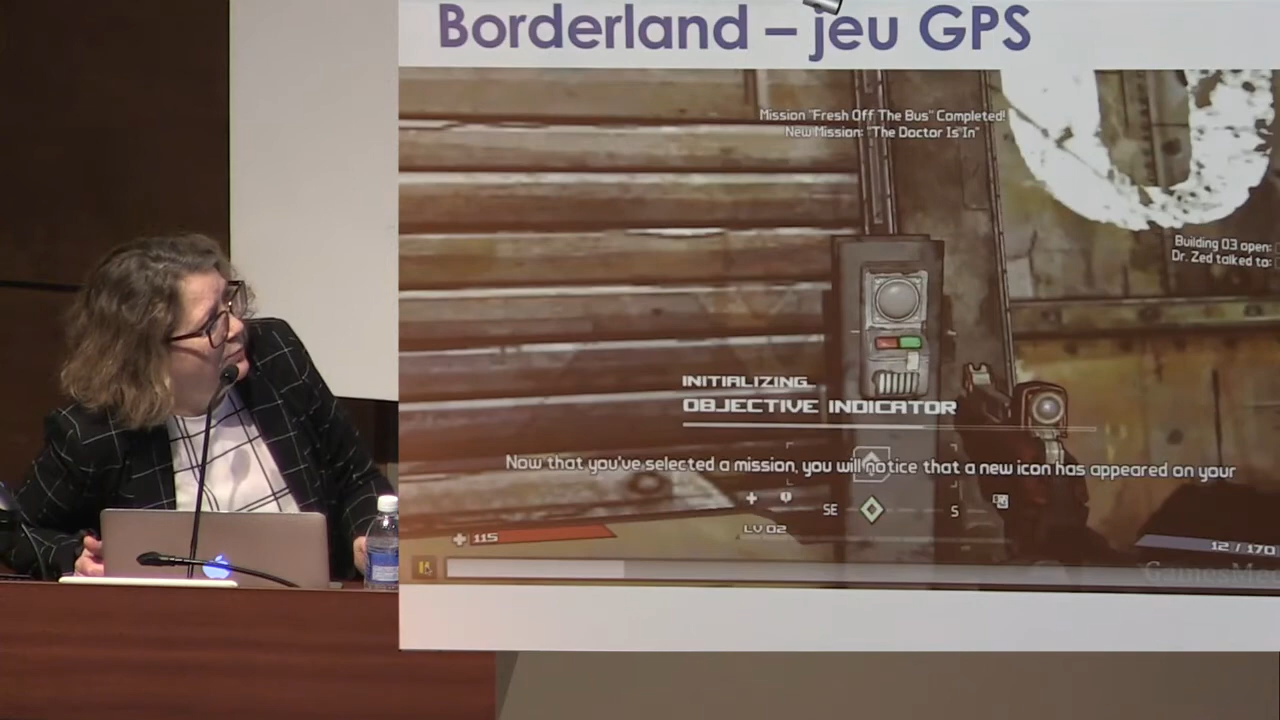 Borderland – jeu GPS
Mission "Fresh Off The Bus" Completed!
New Mission: "The Doctor Is In"
Building 03 open:
Dr. Zed talked to:
INITIALIZING...
OBJECTIVE INDICATOR
Now that you've selected a mission, you will notice that a new icon has appeared on your
SE
S
LV 02
115
12 / 170